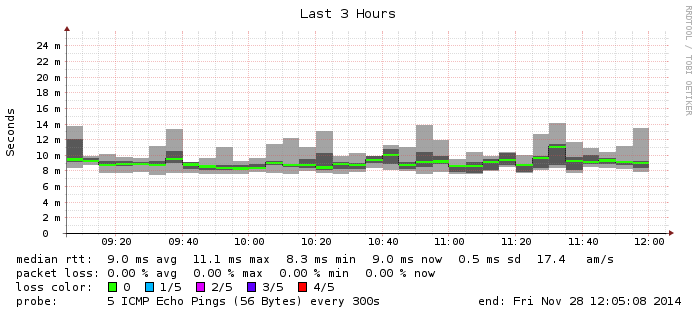 Last 3 Hours
RRDTOOL / TOBI OETIKER
Seconds
24 m
22 m
20 m
18 m
16 m
14 m
12 m
10 m
8 m
6 m
4 m
2 m
0
09:20 09:40 10:00 10:20 10:40 11:00 11:20 11:40 12:00
median rtt: 9.0 ms avg 11.1 ms max 8.3 ms min 9.0 ms now 0.5 ms sd 17.4 am/s
packet loss: 0.00 % avg 0.00 % max 0.00 % min 0.00 % now
loss color: 0 1/5 2/5 3/5 4/5
probe: 5 ICMP Echo Pings (56 Bytes) every 300s end: Fri Nov 28 12:05:08 2014